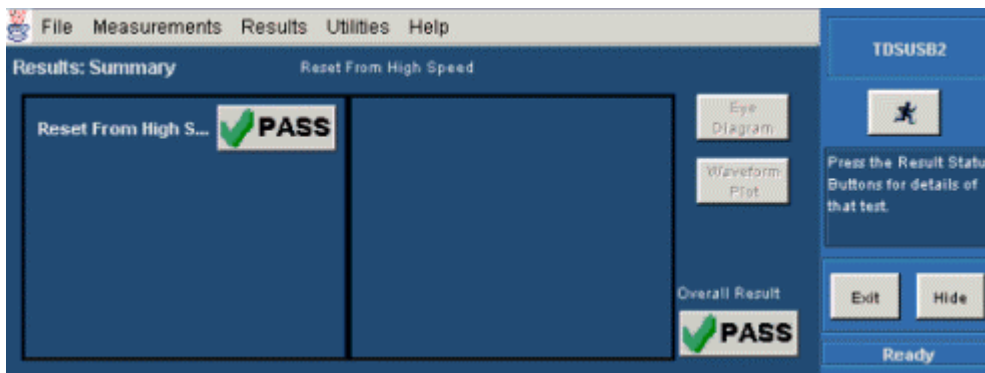 File Measurements Results Utilities Help
Results: Summary Reset From High Speed
Reset From High S... PASS
Eye
Diagram
Waveform
Plot
Overall Result
PASS
TDSUSB2
Press the Result Statu
Buttons for details of
that test.
Exit Hide
Ready